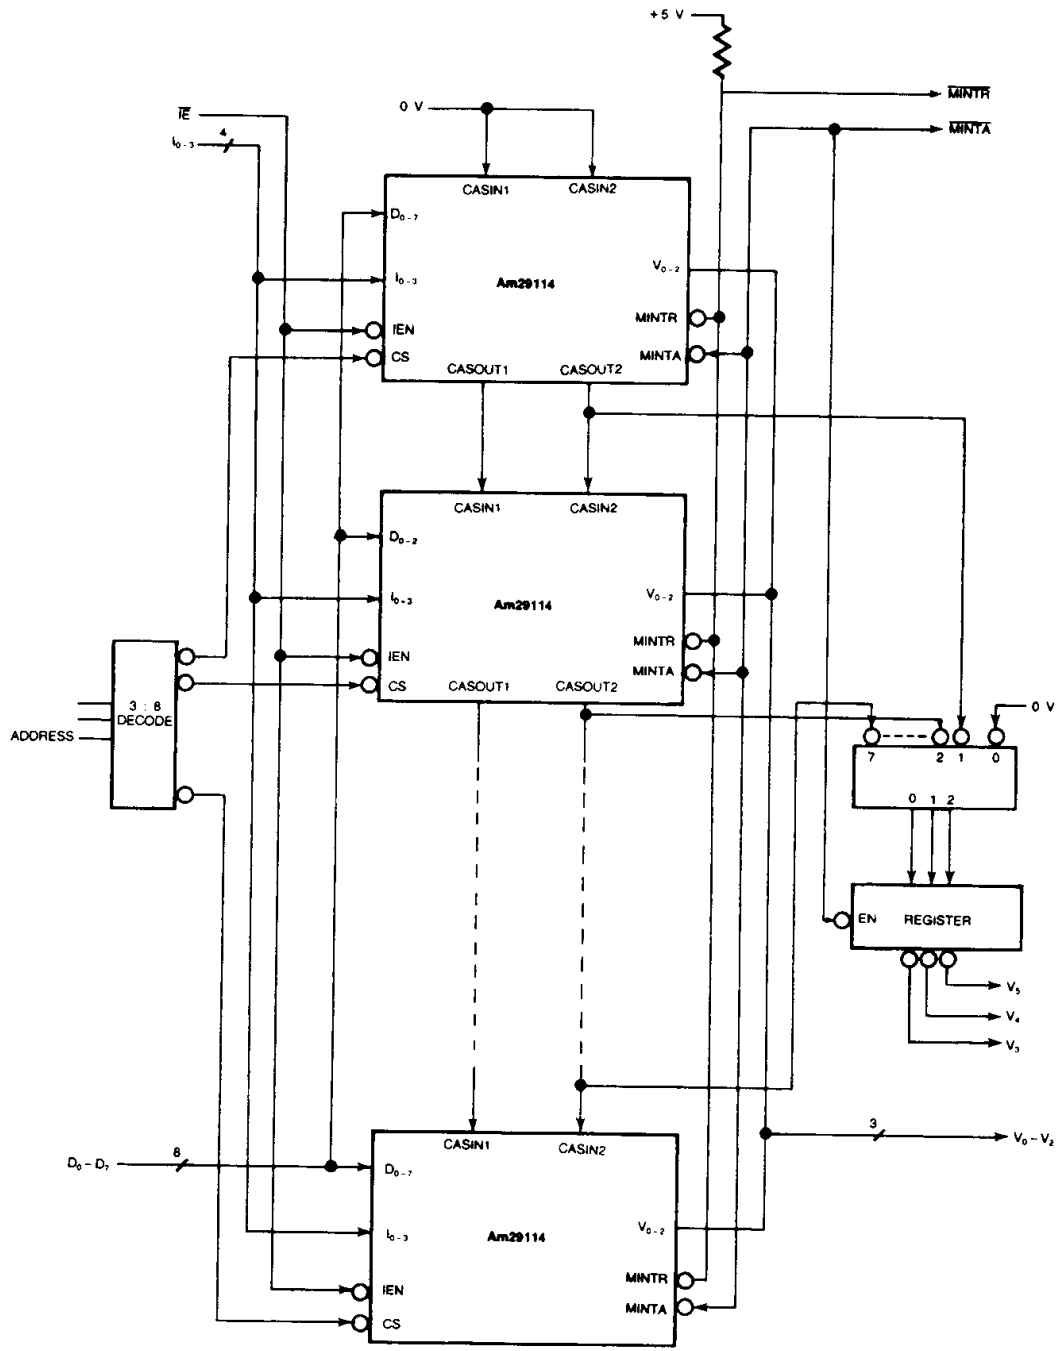 +5 V
MINTR
IE
0 V
MINTA
4
I₀₋₃
CASIN1 CASIN2
D₀₋₇
V₀₋₂
I₀₋₃
Am29114
MINTR
IEN
MINTA
CS
CASOUT1 CASOUT2
CASIN1 CASIN2
D₀₋₂
V₀₋₂
I₀₋₃
Am29114
MINTR
IEN
MINTA
CS
CASOUT1 CASOUT2
3 : 8
DECODE
ADDRESS
0 V
7 2 1 0
0 1 2
EN REGISTER
V₅
V₄
V₃
3
V₀-V₂
CASIN1 CASIN2
8
D₀-D₇
D₀₋₇
V₀₋₂
I₀₋₃
Am29114
MINTR
IEN
MINTA
CS